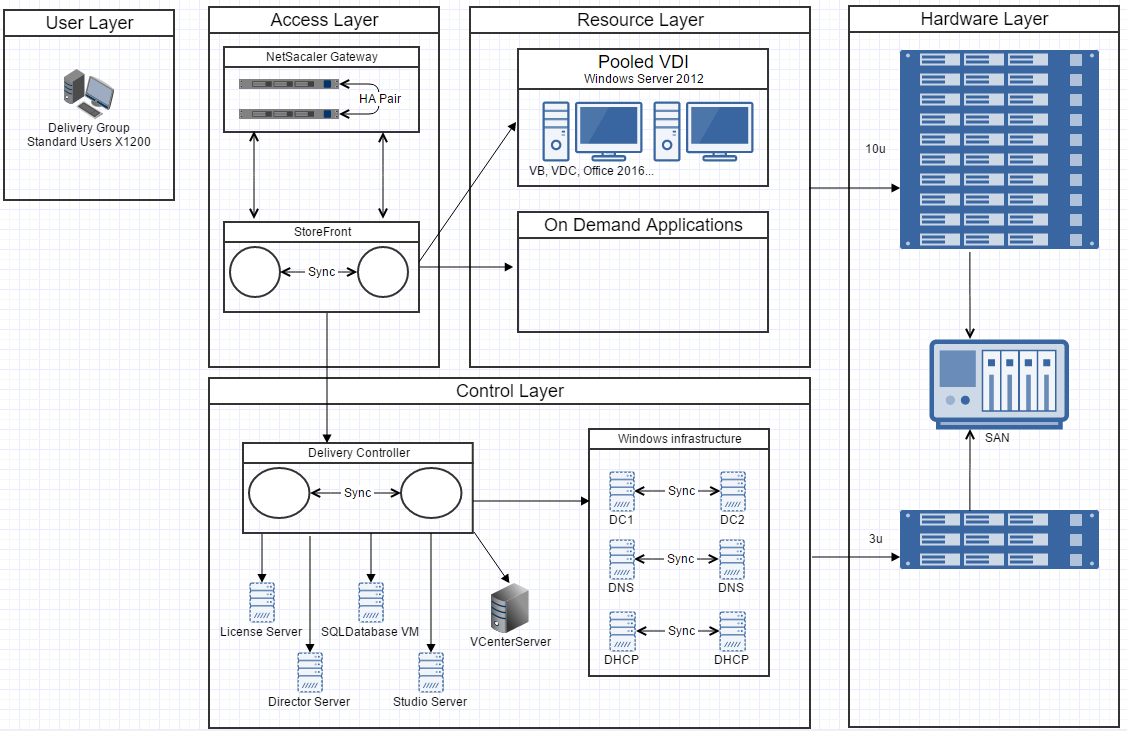 User Layer
Delivery Group
Standard Users X1200
Access Layer
NetSacaler Gateway
HA Pair
StoreFront
Sync
Resource Layer
Pooled VDI
Windows Server 2012
VB, VDC, Office 2016...
On Demand Applications
Hardware Layer
10u
SAN
3u
Control Layer
Delivery Controller
Sync
License Server
SQLDatabase VM
Director Server
Studio Server
VCenterServer
Windows infrastructure
Sync
DC1
DC2
Sync
DNS
DNS
Sync
DHCP
DHCP